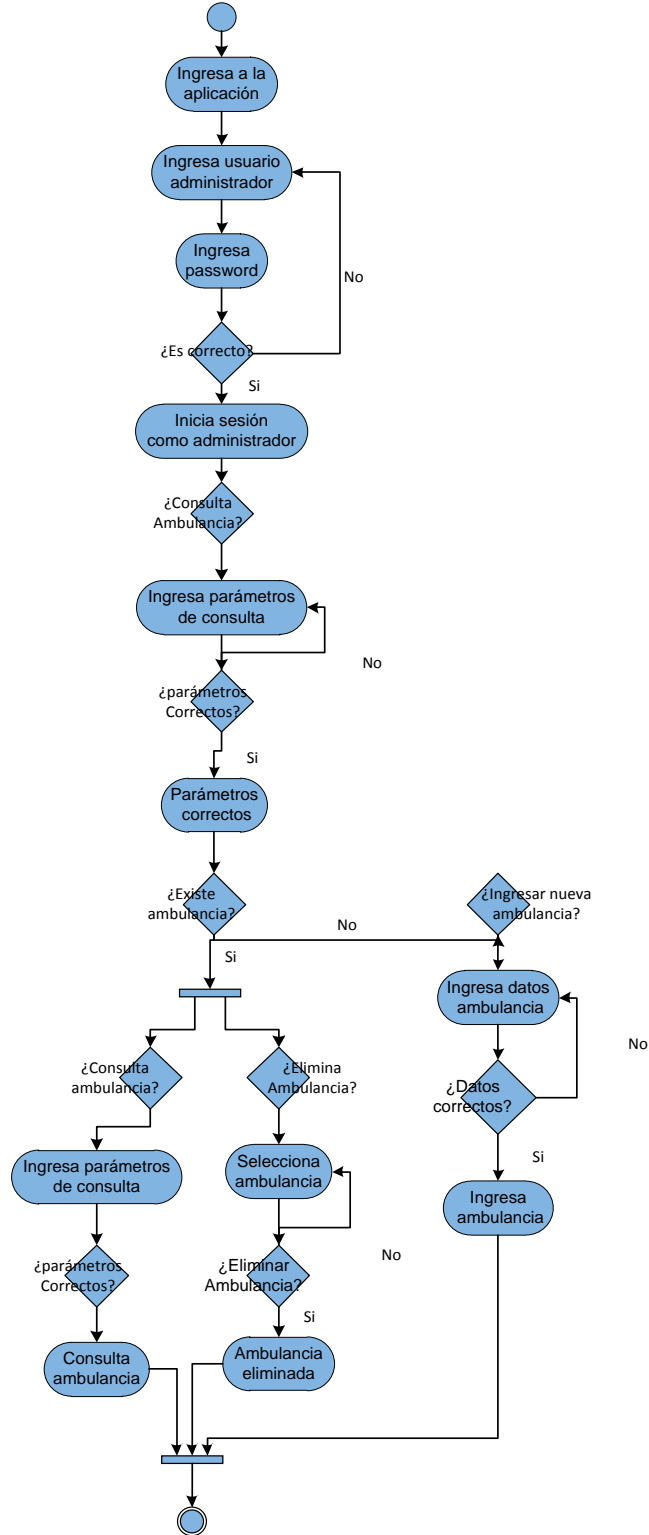 Ingresa a la
aplicación
Ingresa usuario
administrador
Ingresa
password
No
¿Es correcto?
Si
Inicia sesión
como administrador
¿Consulta
Ambulancia?
Ingresa parámetros
de consulta
No
¿parámetros
Correctos?
Si
Parámetros
correctos
¿Existe
ambulancia?
¿Ingresar nueva
ambulancia?
No
Si
Ingresa datos
ambulancia
No
¿Consulta
ambulancia?
¿Elimina
Ambulancia?
¿Datos
correctos?
Si
Ingresa parámetros
de consulta
Selecciona
ambulancia
Ingresa
ambulancia
No
¿parámetros
Correctos?
¿Eliminar
Ambulancia?
Si
Consulta
ambulancia
Ambulancia
eliminada